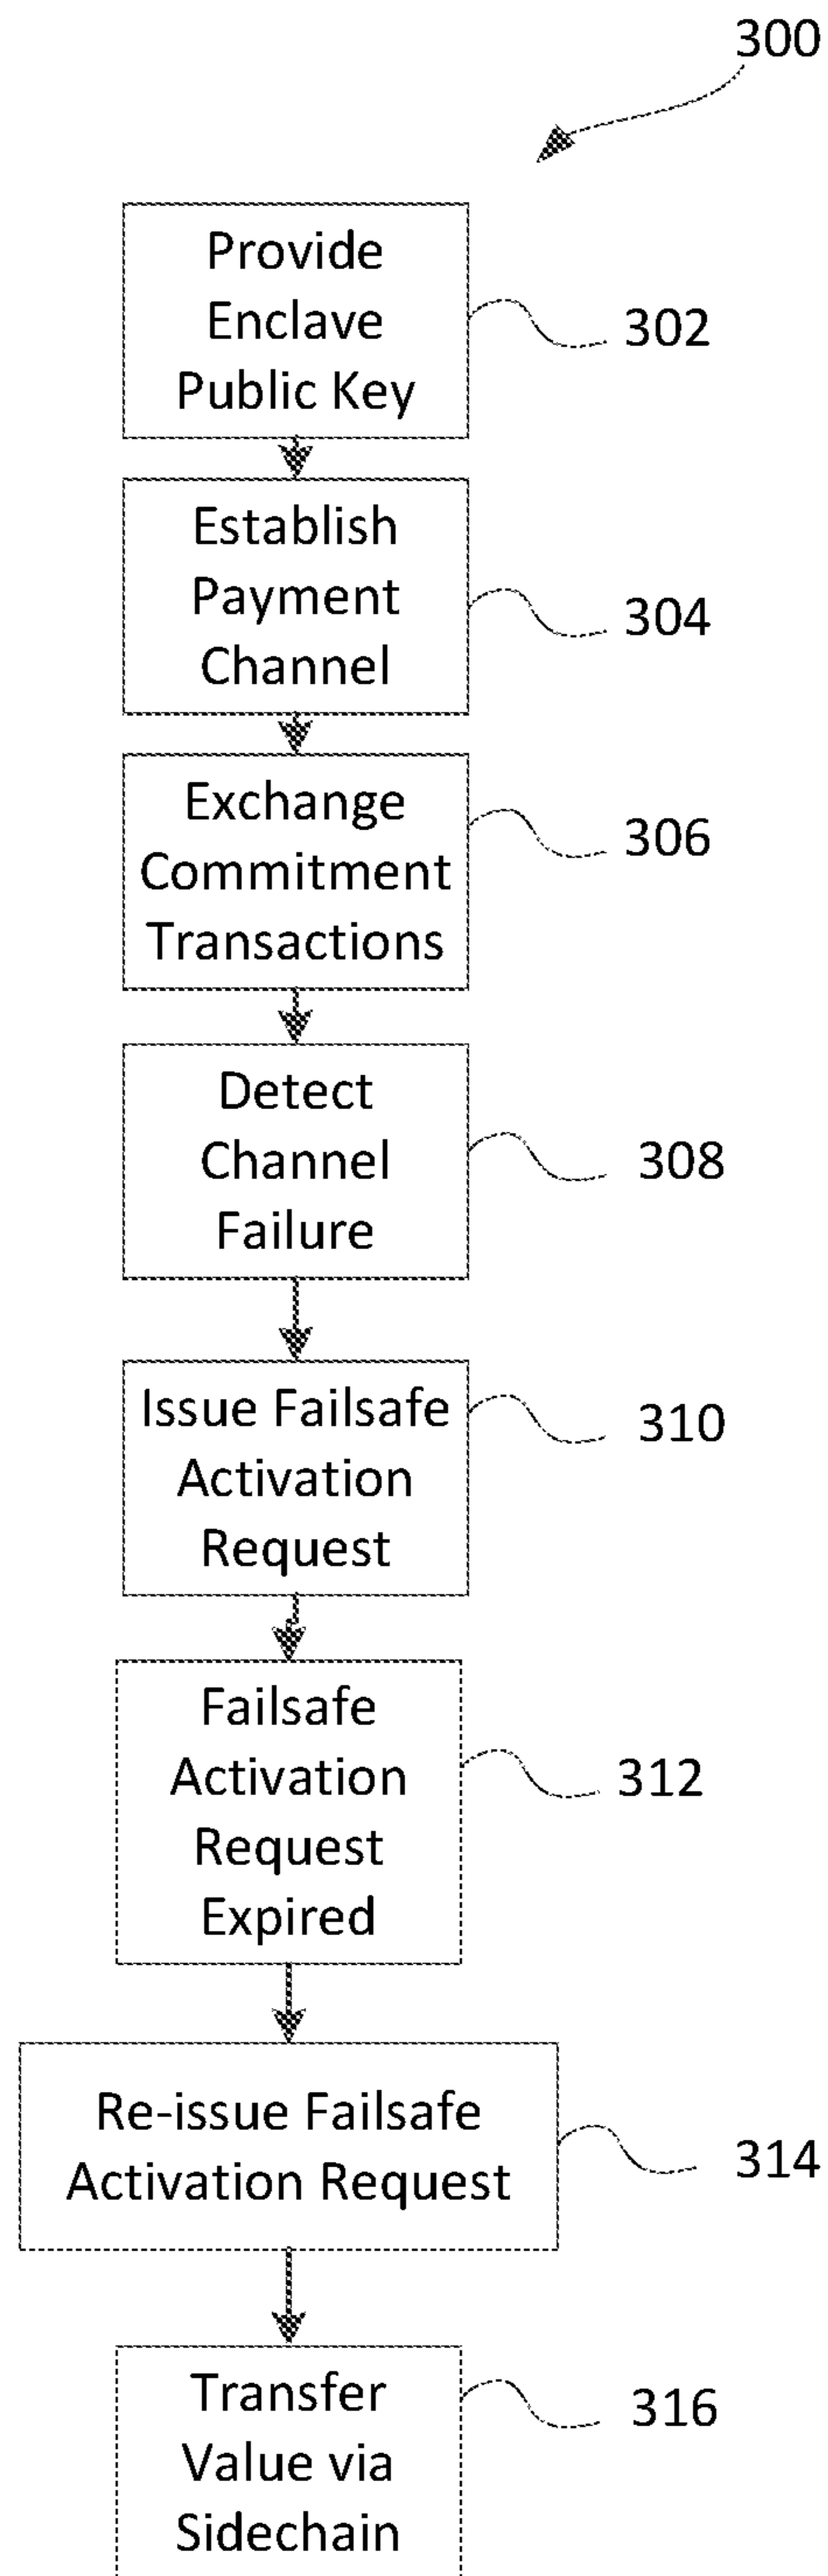 300
Provide
Enclave
Public Key
302
Establish
Payment
Channel
304
Exchange
Commitment
Transactions
306
Detect
Channel
Failure
308
Issue Failsafe
Activation
Request
310
Failsafe
Activation
Request
Expired
312
Re-issue Failsafe
Activation Request
314
Transfer
Value via
Sidechain
316